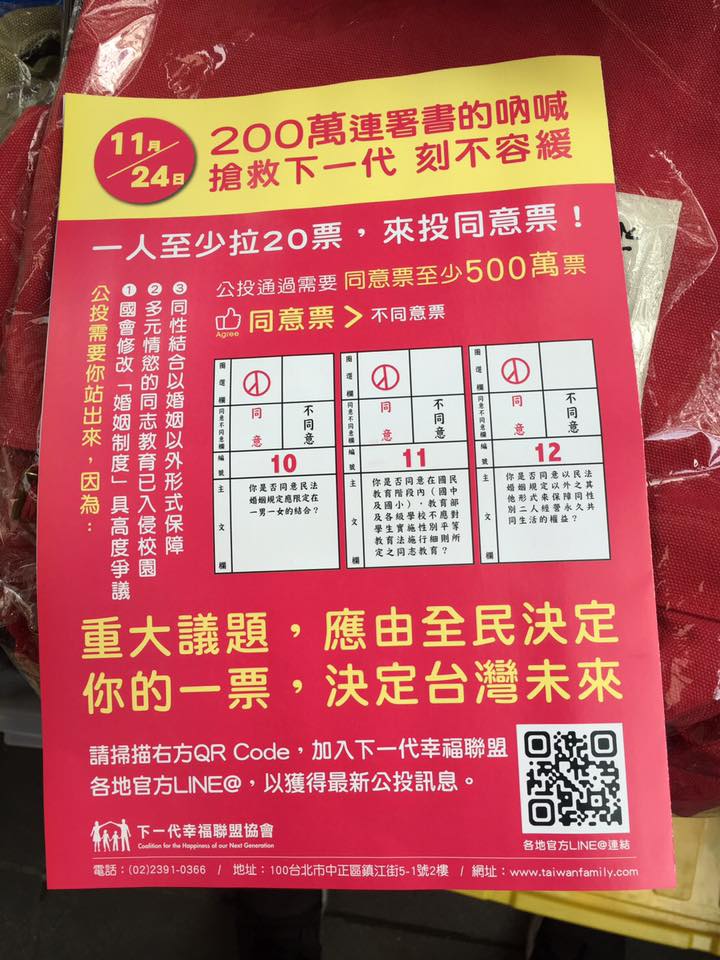 11月
24日
200萬連署書的吶喊
搶救下一代 刻不容緩
一人至少拉20票，來投同意票！
公投通過需要 同意票至少500萬票
Agree
同意票 > 不同意票
公投需要你站出來，因為：
❶國會修改「婚姻制度」具高度爭議
❷多元情慾的同志教育已入侵校園
❸同性結合以婚姻以外形式保障
圈選欄
同意不同意欄
同意
不同意
編號
10
主文欄
你是否同意民法
婚姻規定應限定在
一男一女的結合？
圈選欄
同意不同意欄
同意
不同意
編號
11
主文欄
你是否同意在國民
教育階段內（國中
及國小），教育部
及各級學校不應對
學生實施性別平等
教育法施行細則所
定之同志教育？
圈選欄
同意不同意欄
同意
不同意
編號
12
主文欄
你是否同意以民法
婚姻規定以外之其
他形式來保障同性
別二人經營永久共
同生活的權益？
重大議題，應由全民決定
你的一票，決定台灣未來
請掃描右方QR Code，加入下一代幸福聯盟
各地官方LINE@，以獲得最新公投訊息。
各地官方LINE@連結
下一代幸福聯盟協會
Coalition for the Happiness of our Next Generation
電話：(02)2391-0366 / 地址：100台北市中正區鎮江街5-1號2樓 / 網址：www.taiwanfamily.com